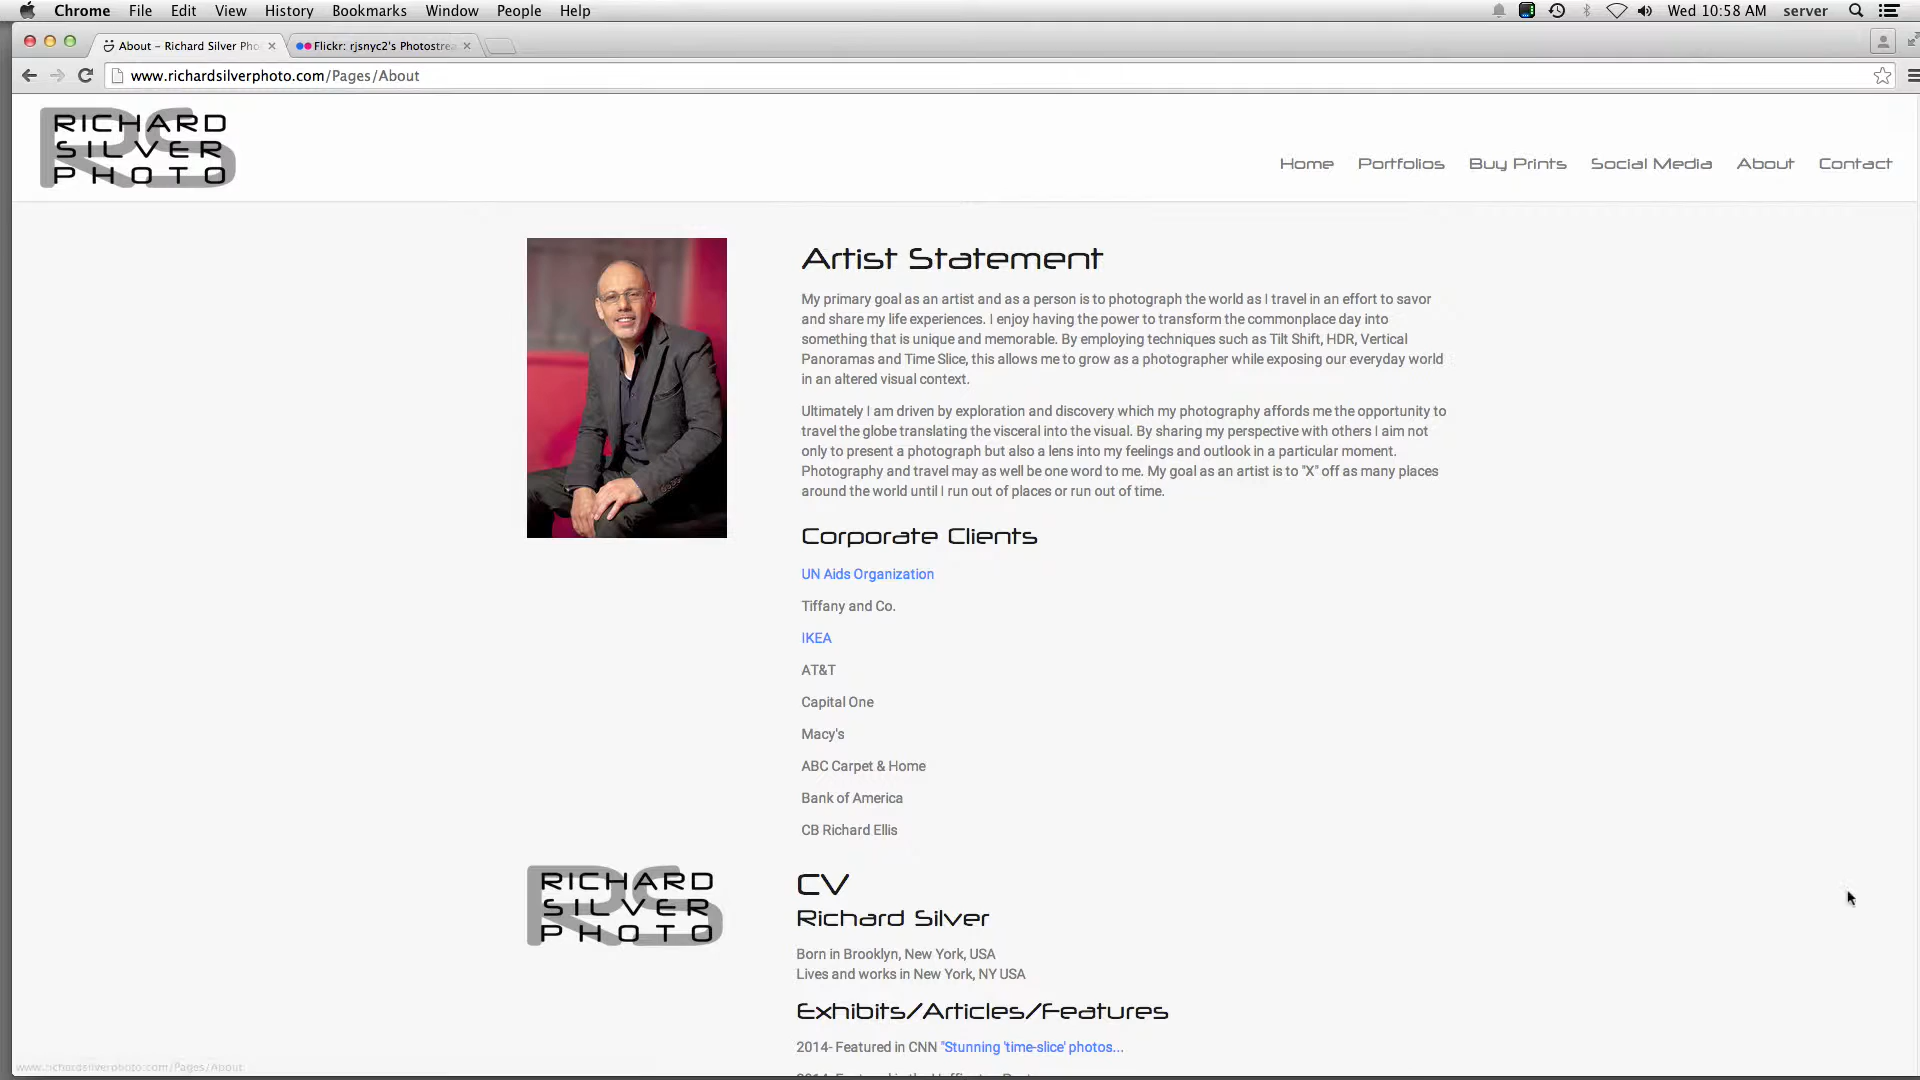 Chrome File Edit View History Bookmarks Window People Help Wed 10:58 AM server
About – Richard Silver Pho Flickr: rjsnyc2's Photostrea
www.richardsilverphoto.com/Pages/About
RICHARD
SILVER
PHOTO
Home Portfolios Buy Prints Social Media About Contact
Artist Statement
My primary goal as an artist and as a person is to photograph the world as I travel in an effort to savor
and share my life experiences. I enjoy having the power to transform the commonplace day into
something that is unique and memorable. By employing techniques such as Tilt Shift, HDR, Vertical
Panoramas and Time Slice, this allows me to grow as a photographer while exposing our everyday world
in an altered visual context.
Ultimately I am driven by exploration and discovery which my photography affords me the opportunity to
travel the globe translating the visceral into the visual. By sharing my perspective with others I aim not
only to present a photograph but also a lens into my feelings and outlook in a particular moment.
Photography and travel may as well be one word to me. My goal as an artist is to "X" off as many places
around the world until I run out of places or run out of time.
Corporate Clients
UN Aids Organization
Tiffany and Co.
IKEA
AT&T
Capital One
Macy's
ABC Carpet & Home
Bank of America
CB Richard Ellis
RICHARD
SILVER
PHOTO
CV
Richard Silver
Born in Brooklyn, New York, USA
Lives and works in New York, NY USA
Exhibits/Articles/Features
2014- Featured in CNN "Stunning 'time-slice' photos...
www.richardsilverphoto.com/Pages/About